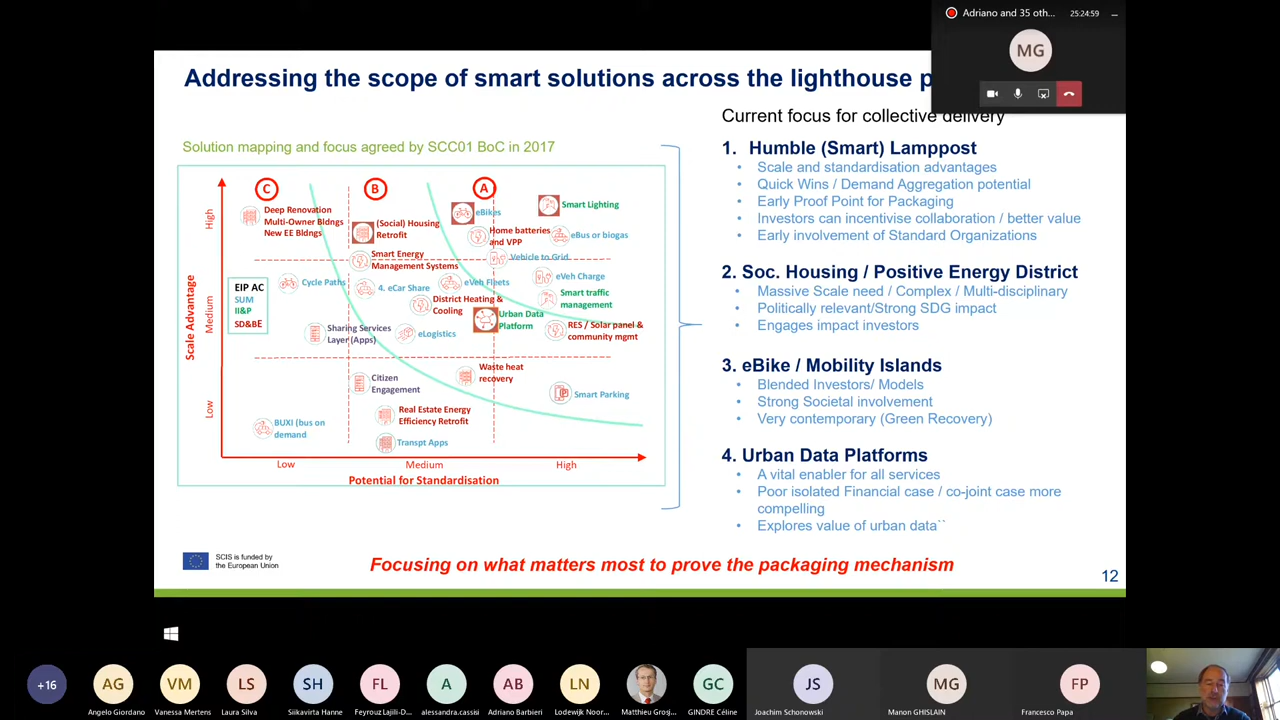 Adriano and 35 oth...
25:24:59
MG
Addressing the scope of smart solutions across the lighthouse p
Current focus for collective delivery
Solution mapping and focus agreed by SCC01 BoC in 2017
C
B
A
Deep Renovation
Multi-Owner Bldngs
New EE Bldngs
(Social) Housing
Retrofit
eBikes
Smart Lighting
Home batteries
and VPP
eBus or biogas
Smart Energy
Management Systems
Vehicle to Grid
Cycle Paths
4. eCar Share
eVeh Fleets
eVeh Charge
EIP AC
SUM
II&P
SD&BE
District Heating &
Cooling
Smart traffic
management
Urban Data
Platform
Sharing Services
Layer (Apps)
eLogistics
RES / Solar panel &
community mgmt
Citizen
Engagement
Waste heat
recovery
Smart Parking
Real Estate Energy
Efficiency Retrofit
BUXI (bus on
demand
Transpt Apps
Scale Advantage
High
Medium
Low
Low
Medium
High
Potential for Standardisation
1. Humble (Smart) Lamppost
• Scale and standardisation advantages
• Quick Wins / Demand Aggregation potential
• Early Proof Point for Packaging
• Investors can incentivise collaboration / better value
• Early involvement of Standard Organizations
2. Soc. Housing / Positive Energy District
• Massive Scale need / Complex / Multi-disciplinary
• Politically relevant/Strong SDG impact
• Engages impact investors
3. eBike / Mobility Islands
• Blended Investors/ Models
• Strong Societal involvement
• Very contemporary (Green Recovery)
4. Urban Data Platforms
• A vital enabler for all services
• Poor isolated Financial case / co-joint case more
compelling
• Explores value of urban data``
SCIS is funded by
the European Union
Focusing on what matters most to prove the packaging mechanism
12
+16
AG
VM
LS
SH
FL
A
AB
LN
GC
JS
MG
FP
Angelo Giordano
Vanessa Mertens
Laura Silva
Siikavirta Hanne
Feyrouz Lajili-D...
alessandra.cassisi
Adriano Barbieri
Lodewijk Noor...
Matthieu Grosj...
GINDRE Céline
Joachim Schonowski
Manon GHISLAIN
Francesco Papa